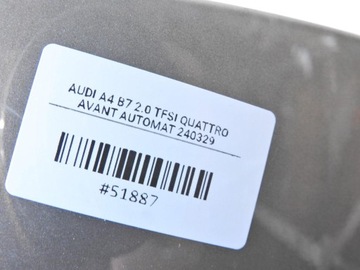 AUDI A4 B7 2.0 TFSI QUATTRO
AVANT AUTOMAT 240329
#51887